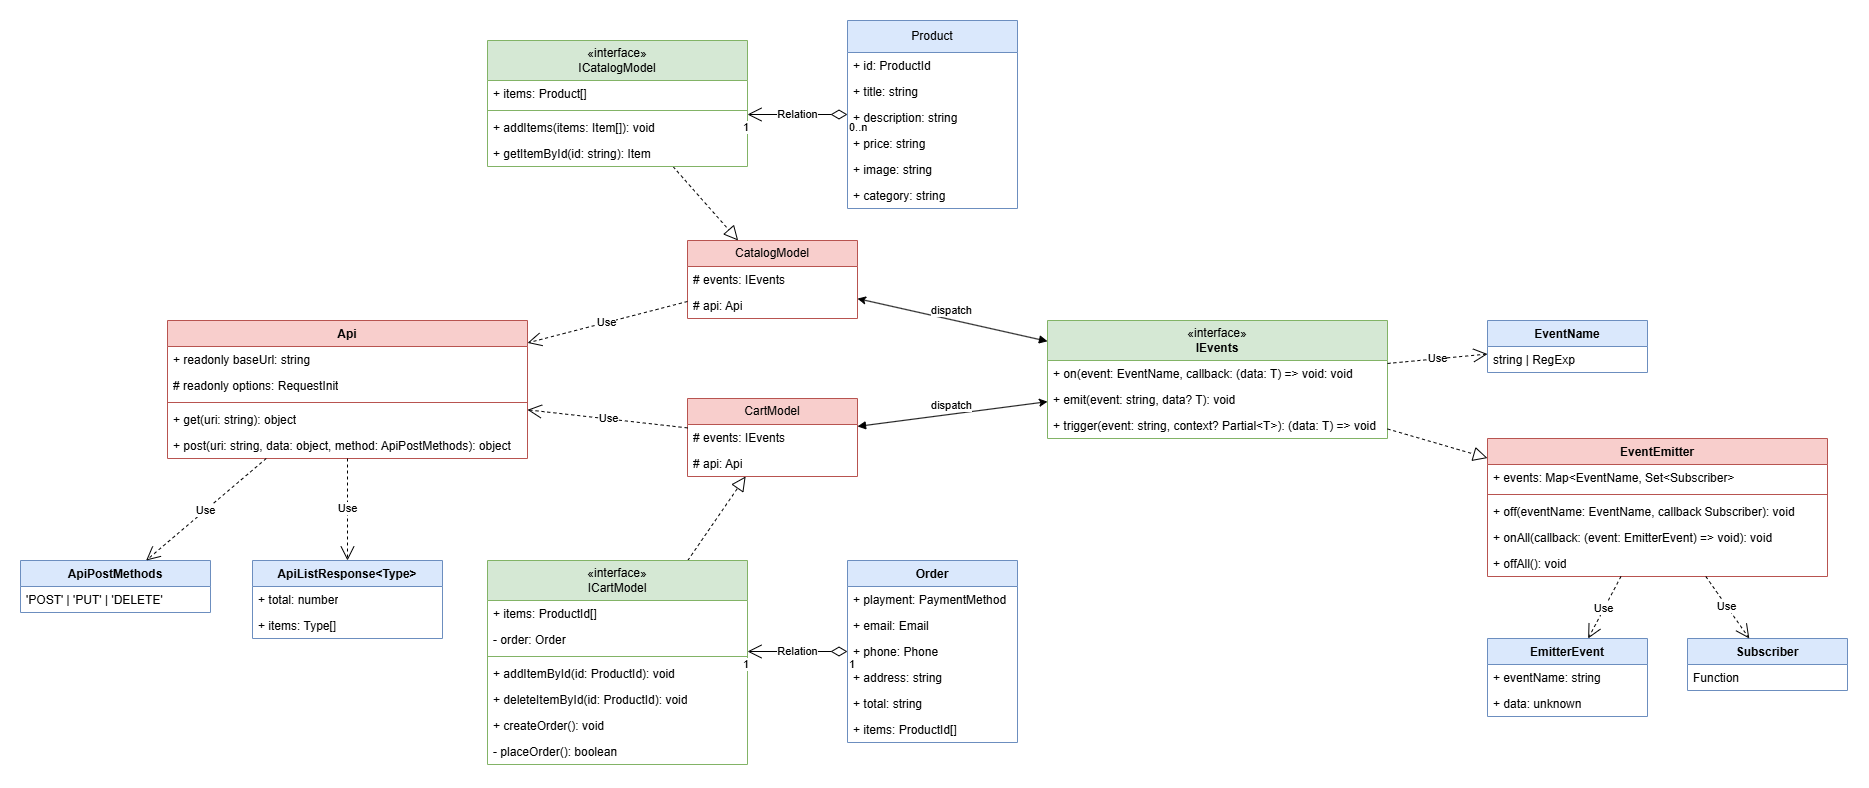 «interface»
ICatalogModel
+ items: Product[]
+ addItems(items: Item[]): void
+ getItemById(id: string): Item
Relation
1
0..n
Product
+ id: ProductId
+ title: string
+ description: string
+ price: string
+ image: string
+ category: string
CatalogModel
# events: IEvents
# api: Api
Use
dispatch
Api
+ readonly baseUrl: string
# readonly options: RequestInit
+ get(uri: string): object
+ post(uri: string, data: object, method: ApiPostMethods): object
Use
CartModel
# events: IEvents
# api: Api
dispatch
«interface»
IEvents
+ on(event: EventName, callback: (data: T) => void: void
+ emit(event: string, data? T): void
+ trigger(event: string, context? Partial<T>): (data: T) => void
Use
EventName
string | RegExp
EventEmitter
+ events: Map<EventName, Set<Subscriber>
+ off(eventName: EventName, callback Subscriber): void
+ onAll(callback: (event: EmitterEvent) => void): void
+ offAll(): void
Use
Use
ApiPostMethods
'POST' | 'PUT' | 'DELETE'
ApiListResponse<Type>
+ total: number
+ items: Type[]
«interface»
ICartModel
+ items: ProductId[]
- order: Order
+ addItemById(id: ProductId): void
+ deleteItemById(id: ProductId): void
+ createOrder(): void
- placeOrder(): boolean
Relation
1
1
Order
+ playment: PaymentMethod
+ email: Email
+ phone: Phone
+ address: string
+ total: string
+ items: ProductId[]
Use
Use
EmitterEvent
+ eventName: string
+ data: unknown
Subscriber
Function